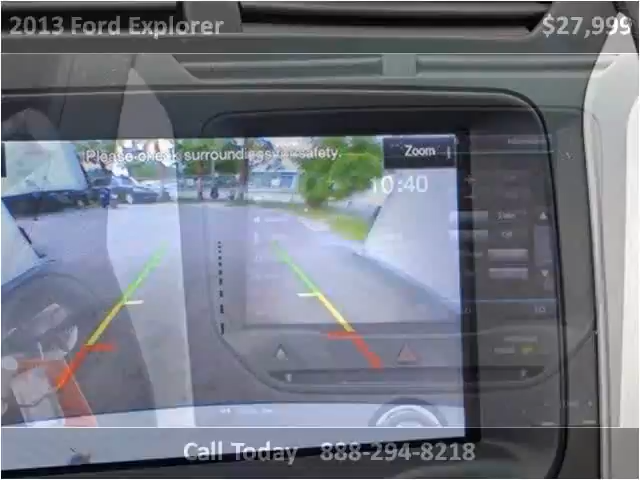 2013 Ford Explorer $27,999
Please check surroundings for safety.
Zoom
10:40
Call Today 888-294-8218